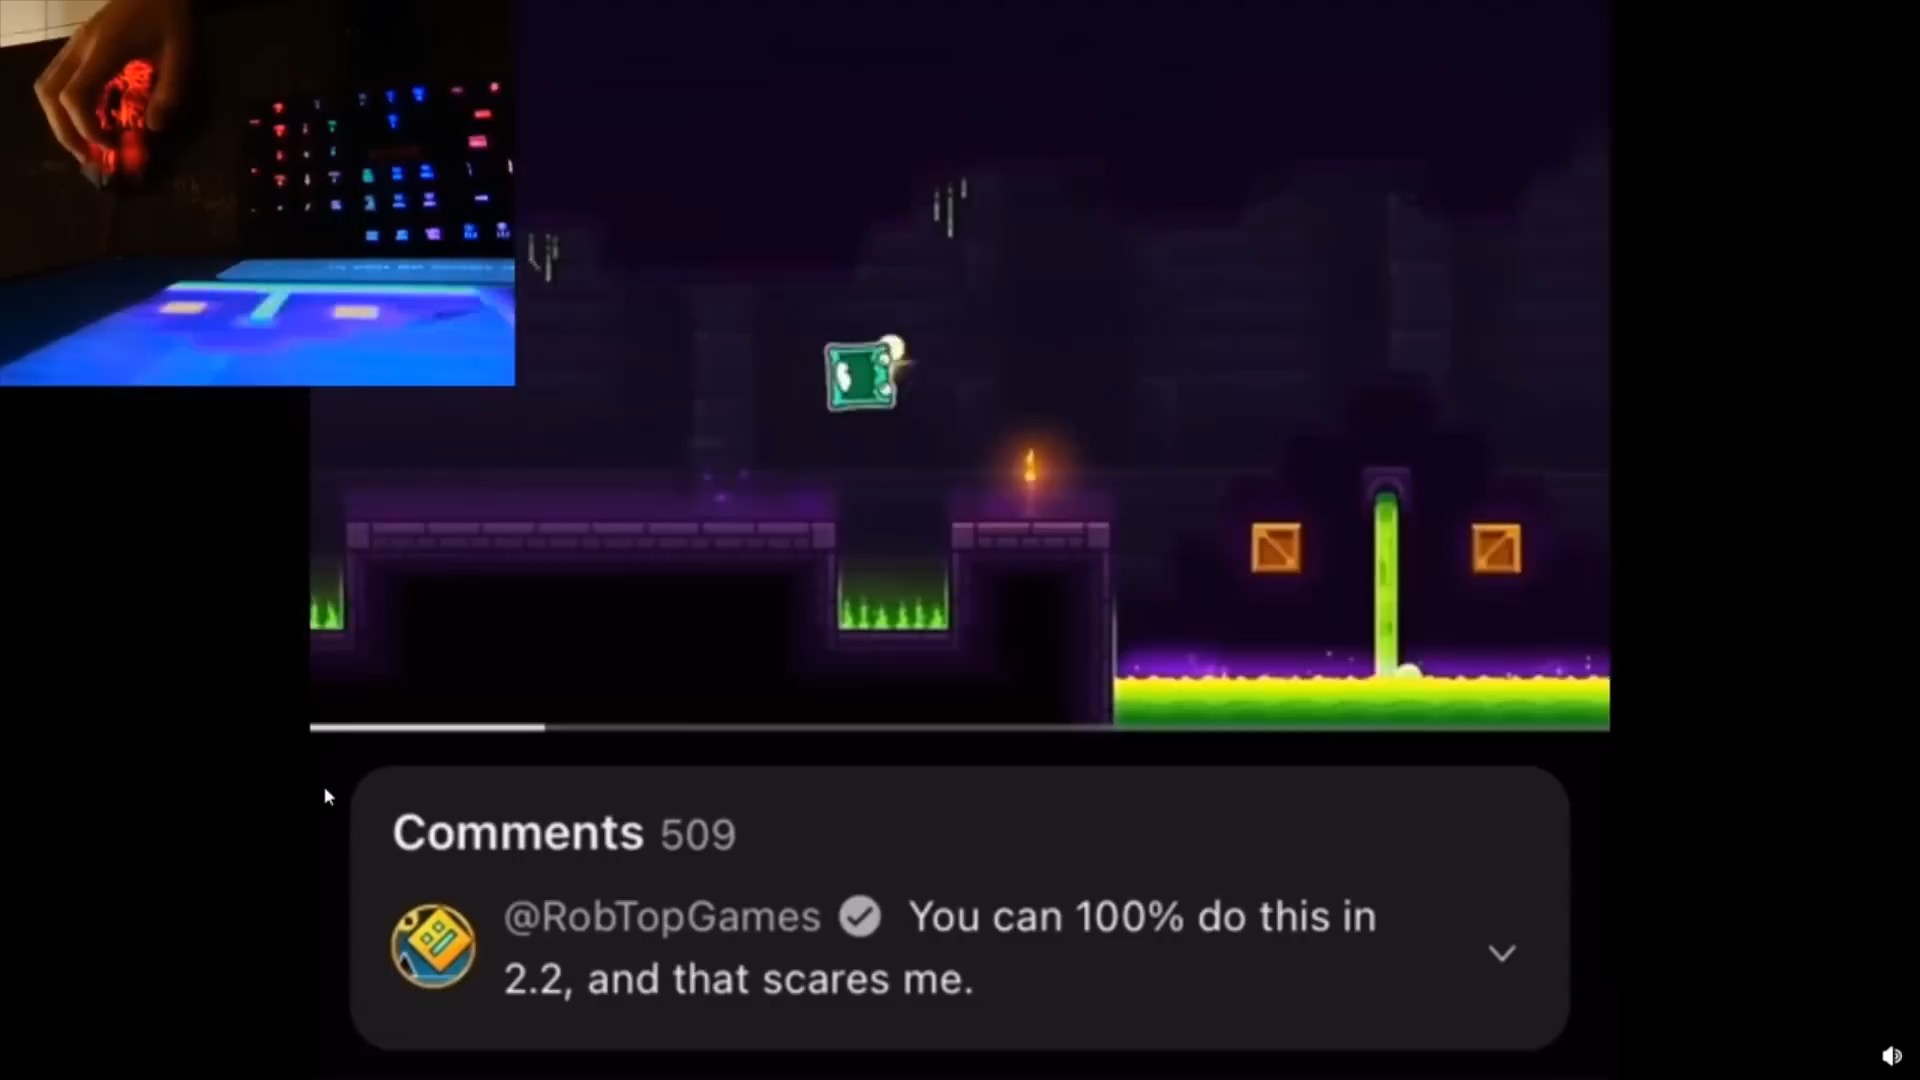 Comments 509
@RobTopGames You can 100% do this in
2.2, and that scares me.